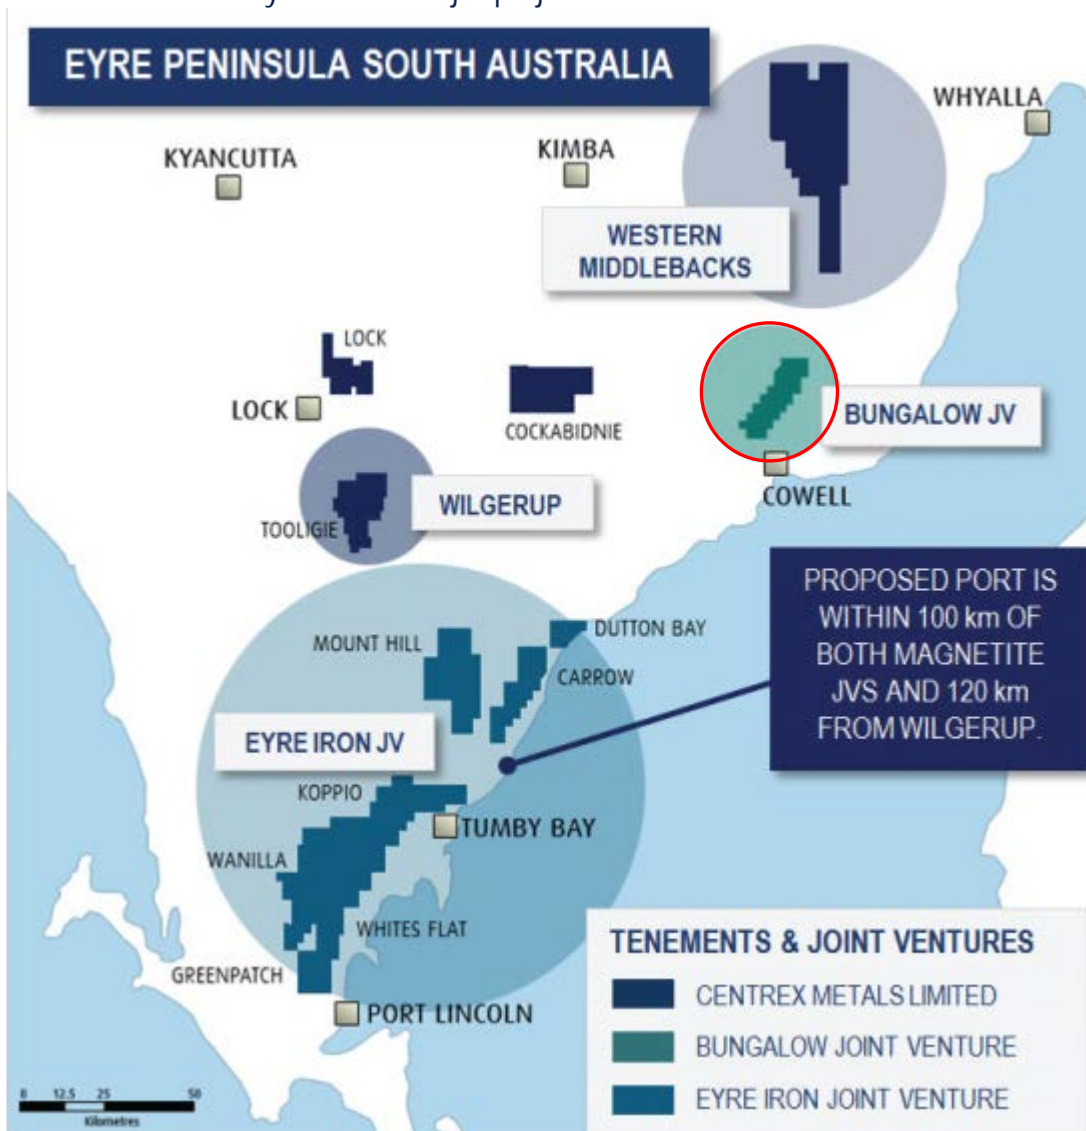 EYRE PENINSULA SOUTH AUSTRALIA
WHYALLA
KYANCUTTA
KIMBA
WESTERN
MIDDLEBACKS
LOCK
LOCK
COCKABIDNIE
BUNGALOW JV
COWELL
WILGERUP
TOOLIGIE
PROPOSED PORT IS
WITHIN 100 km OF
BOTH MAGNETITE
JVS AND 120 km
FROM WILGERUP.
MOUNT HILL
DUTTON BAY
CARROW
EYRE IRON JV
KOPPIO
TUMBY BAY
WANILLA
WHITES FLAT
GREENPATCH
PORT LINCOLN
TENEMENTS & JOINT VENTURES
CENTREX METALS LIMITED
BUNGALOW JOINT VENTURE
EYRE IRON JOINT VENTURE
0 12.5 25 50
Kilometres